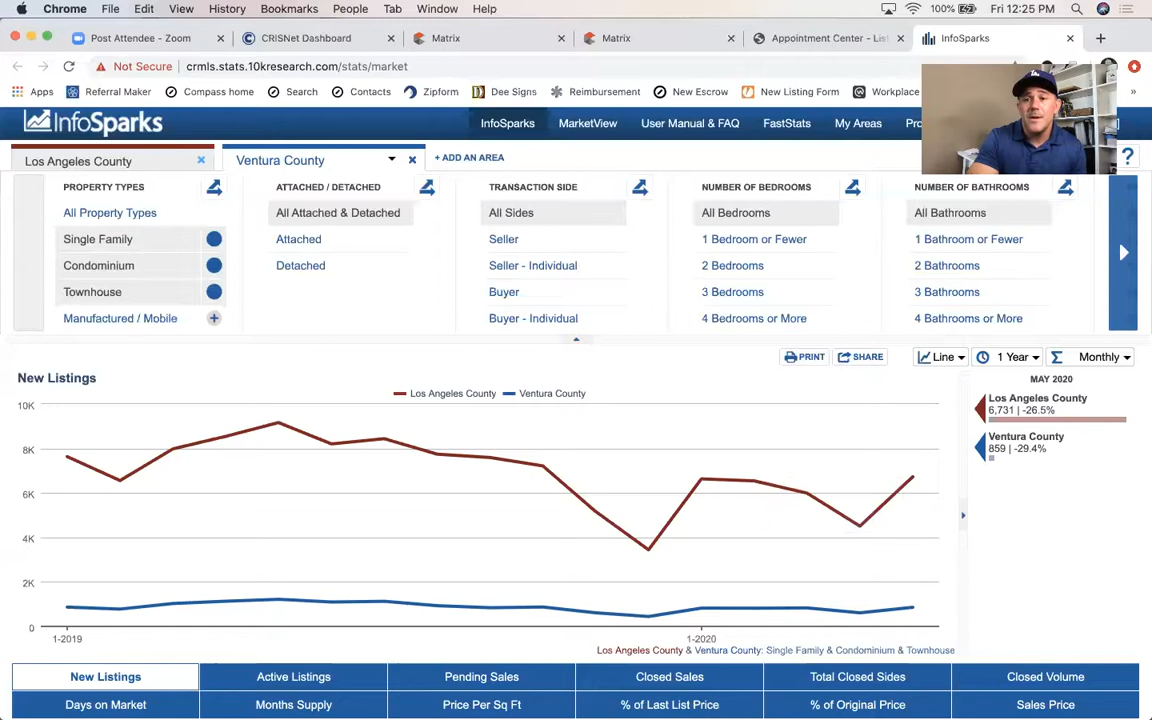 Chrome File Edit View History Bookmarks People Tab Window Help 100% Fri 12:25 PM
Post Attendee - Zoom × CRISNet Dashboard × Matrix × Matrix × Appointment Center - List × InfoSparks × +
Not Secure crmls.stats.10kresearch.com/stats/market
Apps Referral Maker Compass home Search Contacts Zipform Dee Signs Reimbursement New Escrow New Listing Form Workplace »
InfoSparks InfoSparks MarketView User Manual & FAQ FastStats My Areas
Los Angeles County × Ventura County × + ADD AN AREA ?
PROPERTY TYPES ATTACHED / DETACHED TRANSACTION SIDE NUMBER OF BEDROOMS NUMBER OF BATHROOMS
All Property Types All Attached & Detached All Sides All Bedrooms All Bathrooms
Single Family Attached Seller 1 Bedroom or Fewer 1 Bathroom or Fewer
Condominium Detached Seller - Individual 2 Bedrooms 2 Bathrooms
Townhouse Buyer 3 Bedrooms 3 Bathrooms
Manufactured / Mobile + Buyer - Individual 4 Bedrooms or More 4 Bathrooms or More
PRINT SHARE Line 1 Year Σ Monthly
New Listings
Los Angeles County Ventura County
MAY 2020
Los Angeles County
6,731 | -26.5%
Ventura County
859 | -29.4%
10K
8K
6K
4K
2K
0
1-2019 1-2020
Los Angeles County & Ventura County: Single Family & Condominium & Townhouse
New Listings Active Listings Pending Sales Closed Sales Total Closed Sides Closed Volume
Days on Market Months Supply Price Per Sq Ft % of Last List Price % of Original Price Sales Price